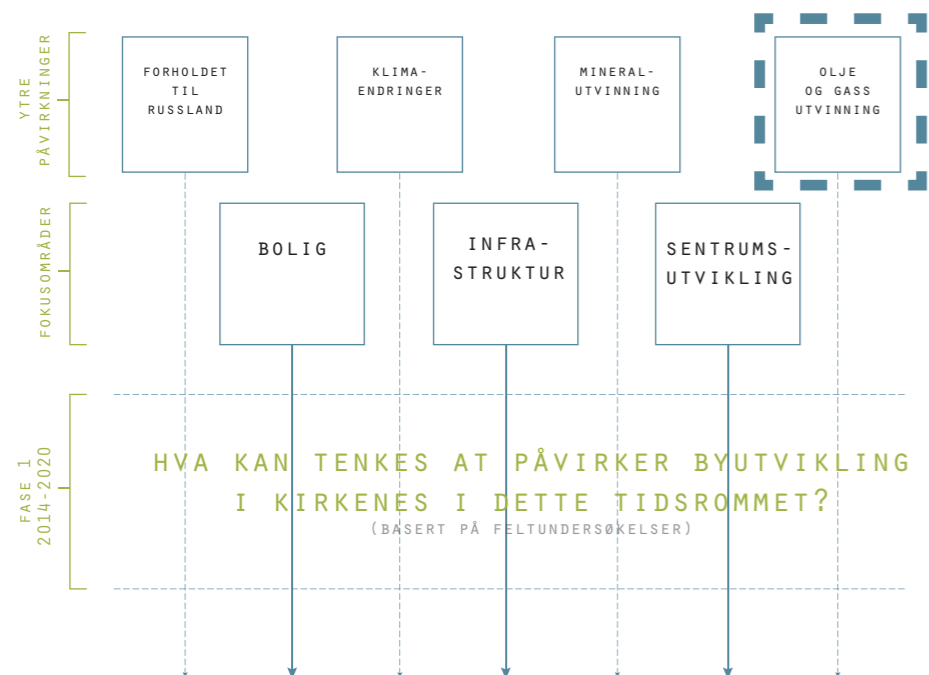 YTRE
PÅVIRKNINGER
FORHOLDET
TIL
RUSSLAND
KLIMA-
ENDRINGER
MINERAL-
UTVINNING
OLJE
OG GASS
UTVINNING
FOKUSOMRÅDER
BOLIG
INFRA-
STRUKTUR
SENTRUMS-
UTVIKLING
FASE 1
2014-2020
HVA KAN TENKES AT PÅVIRKER BYUTVIKLING
I KIRKENES I DETTE TIDSROMMET?
(BASERT PÅ FELTUNDERSØKELSER)